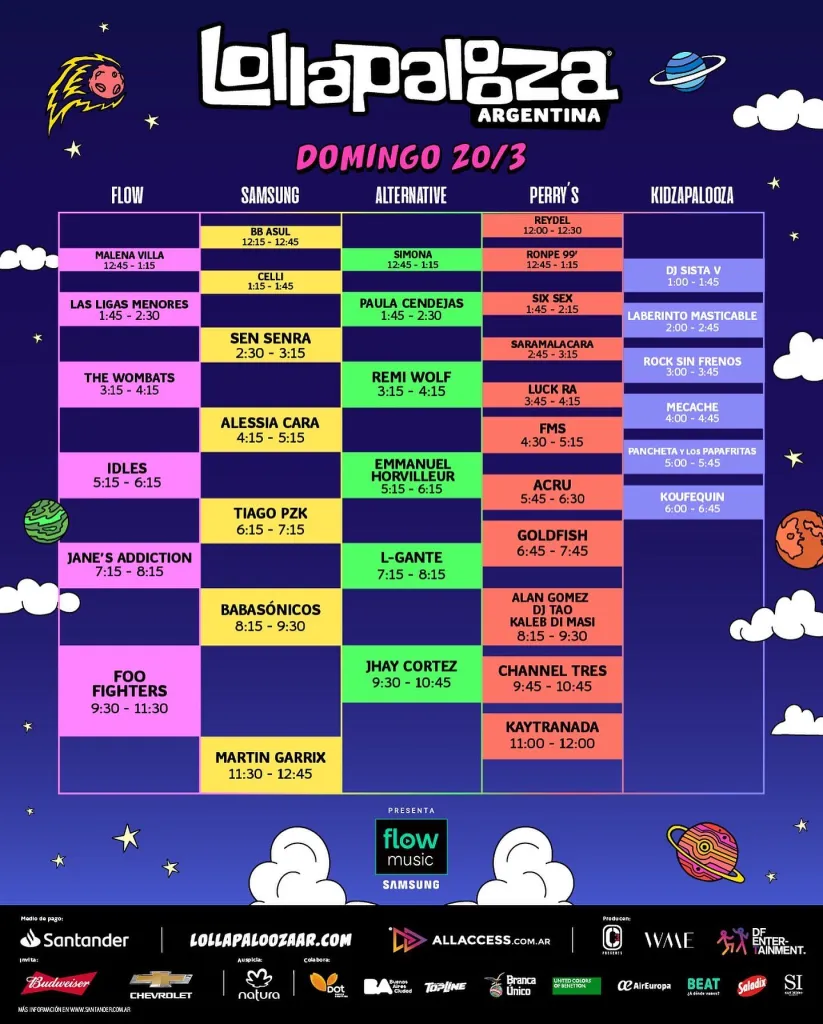 Lollapalooza
ARGENTINA
DOMINGO 20/3
FLOW
MALENA VILLA
12:45 - 1:15
LAS LIGAS MENORES
1:45 - 2:30
THE WOMBATS
3:15 - 4:15
IDLES
5:15 - 6:15
JANE'S ADDICTION
7:15 - 8:15
FOO
FIGHTERS
9:30 - 11:30
SAMSUNG
BB ASUL
12:15 - 12:45
CELLI
1:15 - 1:45
SEN SENRA
2:30 - 3:15
ALESSIA CARA
4:15 - 5:15
TIAGO PZK
6:15 - 7:15
BABASÓNICOS
8:15 - 9:30
MARTIN GARRIX
11:30 - 12:45
ALTERNATIVE
SIMONA
12:45 - 1:15
PAULA CENDEJAS
1:45 - 2:30
REMI WOLF
3:15 - 4:15
EMMANUEL
HORVILLEUR
5:15 - 6:15
L-GANTE
7:15 - 8:15
JHAY CORTEZ
9:30 - 10:45
PERRY'S
REYDEL
12:00 - 12:30
RONPE 99'
12:45 - 1:15
SIX SEX
1:45 - 2:15
SARAMALACARA
2:45 - 3:15
LUCK RA
3:45 - 4:15
FMS
4:30 - 5:15
ACRU
5:45 - 6:30
GOLDFISH
6:45 - 7:45
ALAN GOMEZ
DJ TAO
KALEB DI MASI
8:15 - 9:30
CHANNEL TRES
9:45 - 10:45
KAYTRANADA
11:00 - 12:00
KIDZAPALOOZA
DJ SISTA V
1:00 - 1:45
LABERINTO MASTICABLE
2:00 - 2:45
ROCK SIN FRENOS
3:00 - 3:45
MECACHE
4:00 - 4:45
PANCHETA Y LOS PAPAFRITAS
5:00 - 5:45
KOUFEQUIN
6:00 - 6:45
PRESENTA
flow
music
SAMSUNG
Medio de pago:
Santander
LOLLAPALOOZAAR.COM
ALLACCESS.COM.AR
Producen:
PRESENTS
WME
DF
ENTER-
TAINMENT.
Invita:
Budweiser
CHEVROLET
Auspicia:
natura
Colabora:
Dot
BA Buenos
Aires
Ciudad
TOPLINE
Branca
Único
UNITED COLORS
OF BENETTON
AirEuropa
BEAT
¿A dónde vamos?
Saladix
SI
MÁS INFORMACIÓN EN WWW.SANTANDER.COM.AR